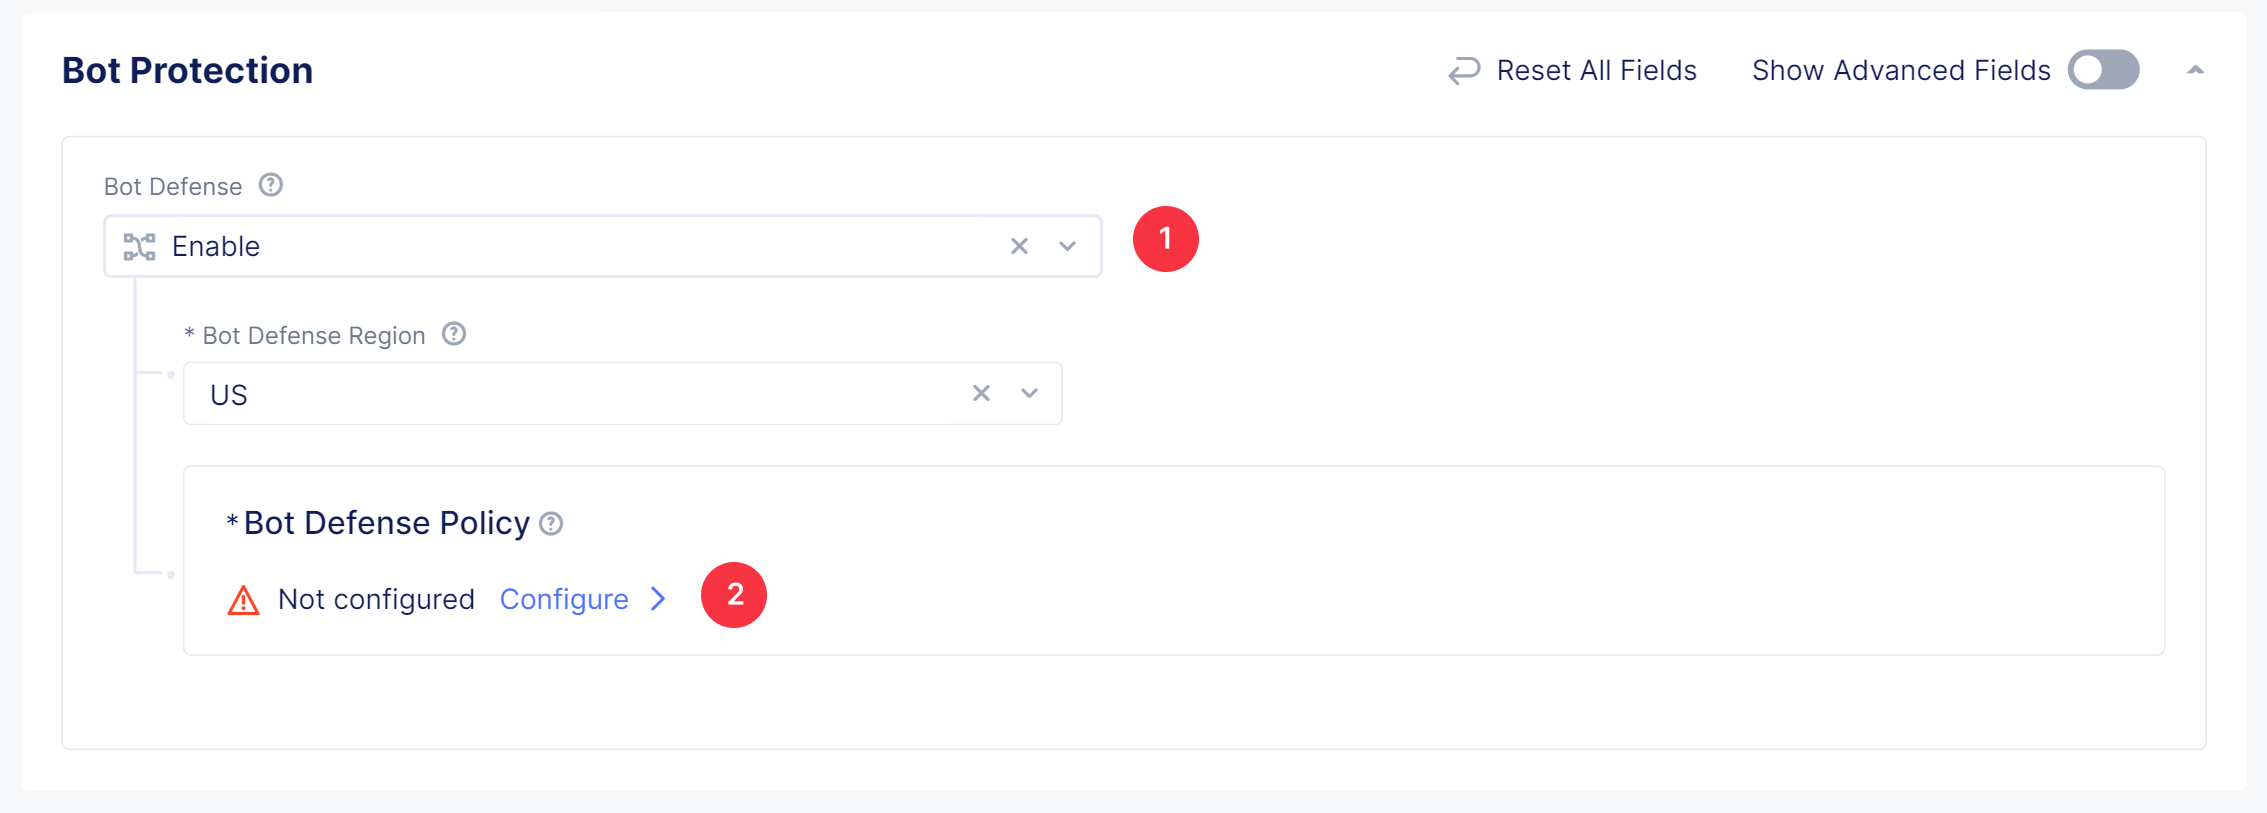 Bot Protection
Reset All Fields
Show Advanced Fields
Bot Defense
Enable
1
* Bot Defense Region
US
*Bot Defense Policy
Not configured Configure
2